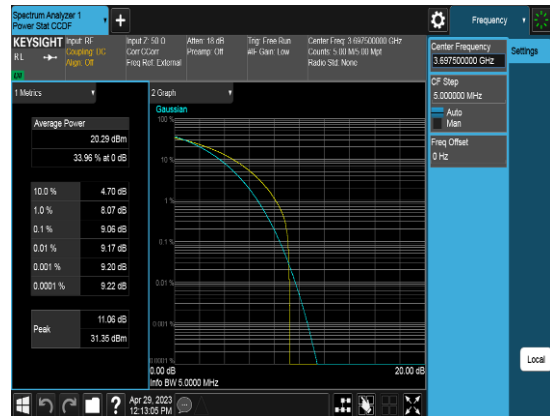 Spectrum Analyzer 1
Power Stat CCDF
Frequency
KEYSIGHT
Input: RF
Coupling: DC
Align: Off
Input Z: 50 Ω
Corr CCorr
Freq Ref: External
Atten: 18 dB
Preamp: Off
Trig: Free Run
#IF Gain: Low
Center Freq: 3.697500000 GHz
Counts: 5.00 M/5.00 Mpt
Radio Std: None
R L
LXI
Center Frequency
3.697500000 GHz
Settings
CF Step
5.000000 MHz
Auto
Man
Freq Offset
0 Hz
1 Metrics
2 Graph
Gaussian
Average Power
20.29 dBm
33.96 % at 0 dB
10.0 % 4.70 dB
1.0 % 8.07 dB
0.1 % 9.06 dB
0.01 % 9.17 dB
0.001 % 9.20 dB
0.0001 % 9.22 dB
Peak
11.06 dB
31.35 dBm
100 %
10 %
1 %
0.1 %
0.01 %
0.001 %
0.0001 %
0.00 dB
20.00 dB
Info BW 5.0000 MHz
Local
?
Apr 29, 2023
12:13:05 PM